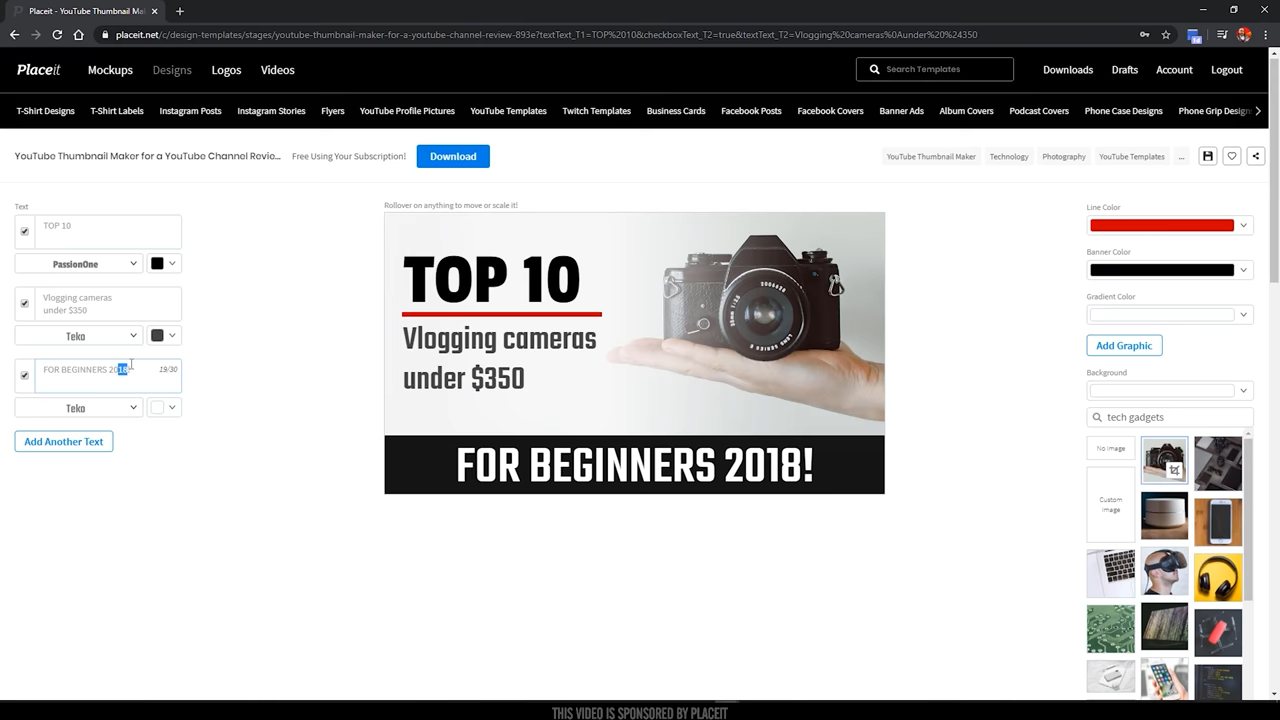 Placeit - YouTube Thumbnail Ma
placeit.net/c/design-templates/stages/youtube-thumbnail-maker-for-a-youtube-channel-review-893e?textText_T1=TOP%2010&checkboxText_T2=true&textText_T2=Vlogging%20cameras%0Aunder%20%24350
Placeit
Mockups
Designs
Logos
Videos
Search Templates
Downloads
Drafts
Account
Logout
T-Shirt Designs
T-Shirt Labels
Instagram Posts
Instagram Stories
Flyers
YouTube Profile Pictures
YouTube Templates
Twitch Templates
Business Cards
Facebook Posts
Facebook Covers
Banner Ads
Album Covers
Podcast Covers
Phone Case Designs
Phone Grip Design
YouTube Thumbnail Maker for a YouTube Channel Revie...
Free Using Your Subscription!
Download
YouTube Thumbnail Maker
Technology
Photography
YouTube Templates
...
Text
TOP 10
PassionOne
Vlogging cameras
under $350
Teko
FOR BEGINNERS 2018
19/30
Teko
Add Another Text
Rollover on anything to move or scale it!
TOP 10
Vlogging cameras
under $350
FOR BEGINNERS 2018!
Line Color
Banner Color
Gradient Color
Add Graphic
Background
tech gadgets
No Image
Custom
Image
THIS VIDEO IS SPONSORED BY PLACEIT